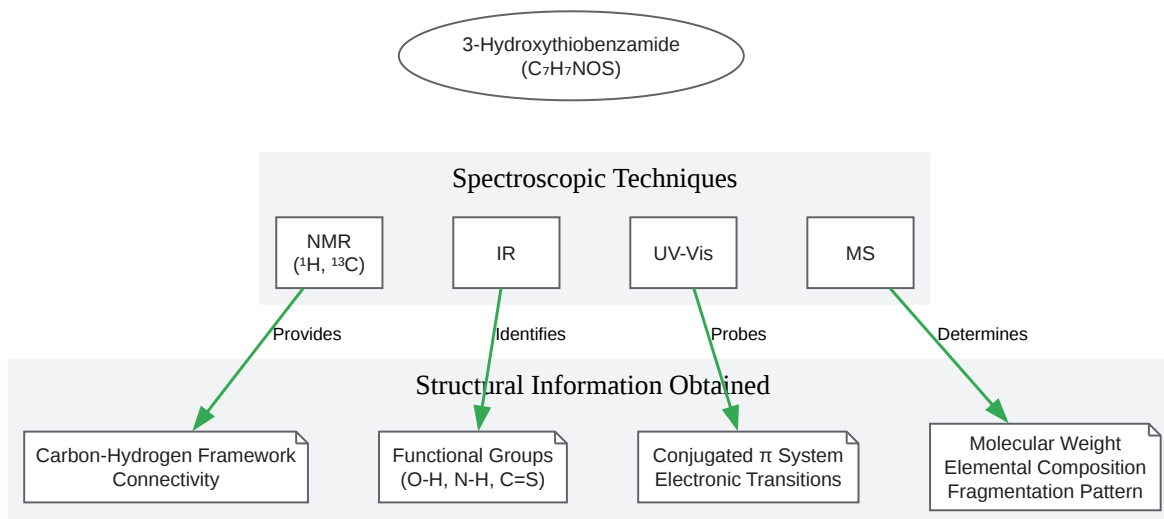 3-Hydroxythiobenzamide
(C₇H₇NOS)
Spectroscopic Techniques
NMR
(¹H, ¹³C)
IR
UV-Vis
MS
Provides
Identifies
Probes
Determines
Structural Information Obtained
Carbon-Hydrogen Framework
Connectivity
Functional Groups
(O-H, N-H, C=S)
Conjugated π System
Electronic Transitions
Molecular Weight
Elemental Composition
Fragmentation Pattern